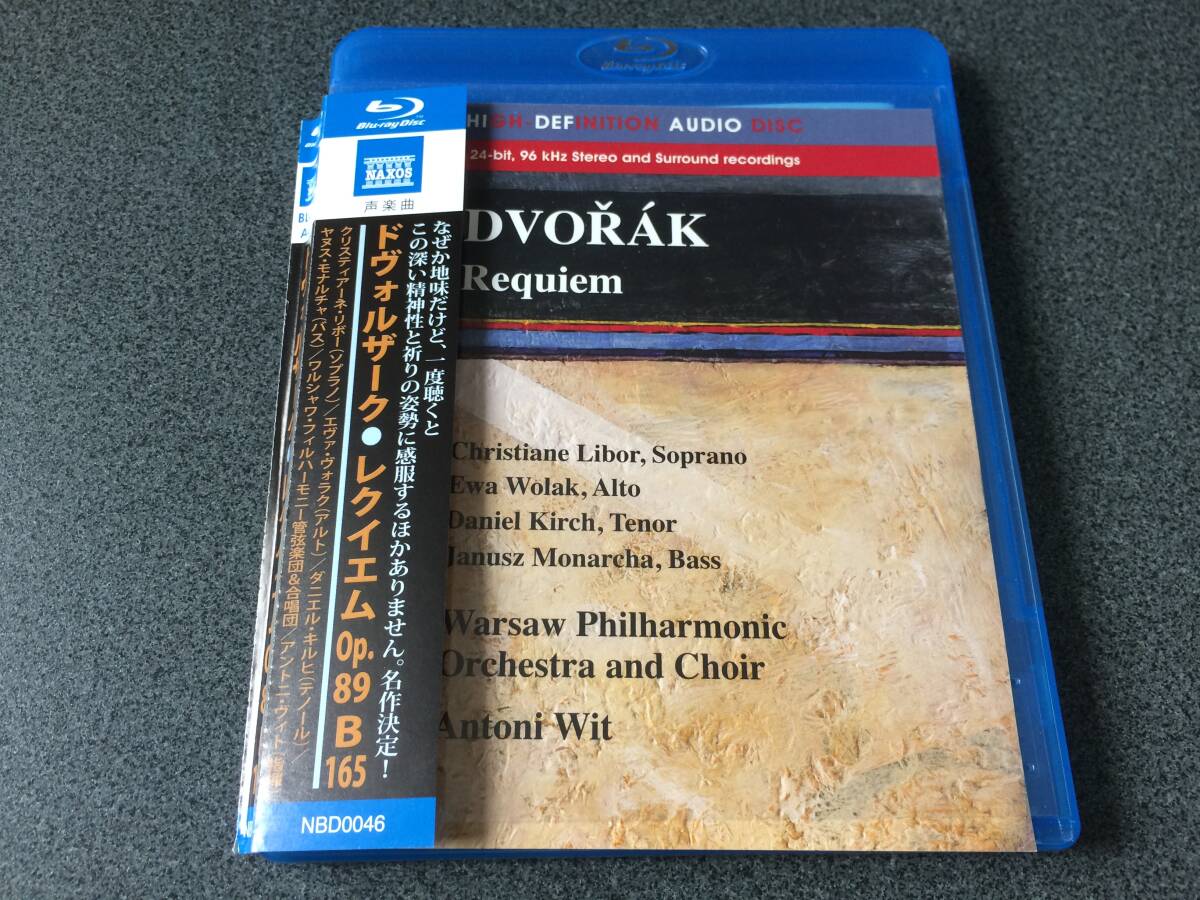 Blu-ray Disc
NAXOS
声楽曲
なぜか地味だけど、一度聴くと
この深い精神性と祈りの姿勢に感服するほかありません。名作決定!
ドヴォルザーク●レクイエム Op.89 B165
クリスティアーネ・リボー(ソプラノ)/エヴァ・ヴォラク(アルト)/ダニエル・キルヒ(テノール)/
ヤヌス・モナルチャ(バス)/ワルシャワ・フィルハーモニー管弦楽団&合唱団/アントニ・ヴィト
NBD0046
HIGH-DEFINITION AUDIO DISC
24-bit, 96 kHz Stereo and Surround recordings
DVOŘÁK
Requiem
Christiane Libor, Soprano
Ewa Wolak, Alto
Daniel Kirch, Tenor
Janusz Monarcha, Bass
Warsaw Philharmonic
Orchestra and Choir
Antoni Wit